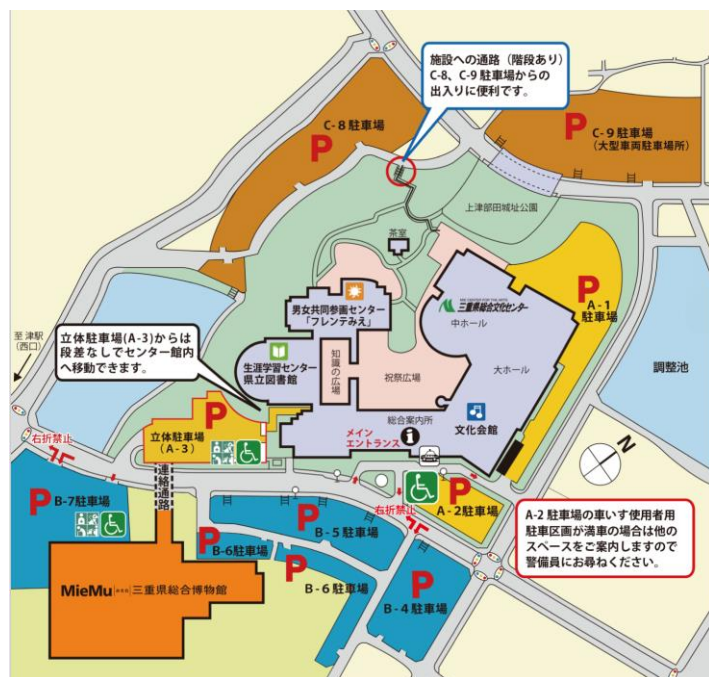 施設への通路（階段あり）
C-8、C-9駐車場からの
出入りに便利です。
P
C-8 駐車場
P
C-9 駐車場
（大型車両駐車場所）
上津部田城址公園
茶室
P
A-1
駐車場
男女共同参画センター
「フレンテみえ」
三重県総合文化センター
中ホール
至 津駅
（西口）
立体駐車場(A-3)からは
段差なしでセンター館内
へ移動できます。
生涯学習センター
県立図書館
知識の広場
祝祭広場
大ホール
調整池
P
立体駐車場
（A-3）
総合案内所
メイン
エントランス
文化会館
N
右折禁止
連絡通路
P
B-7駐車場
P
B-5駐車場
右折禁止
P
A-2駐車場
A-2 駐車場の車いす使用者用
駐車区画が満車の場合は他の
スペースをご案内しますので
警備員にお尋ねください。
P
B-6駐車場
P
B-6駐車場
P
B-4駐車場
MieMu
三重県総合博物館